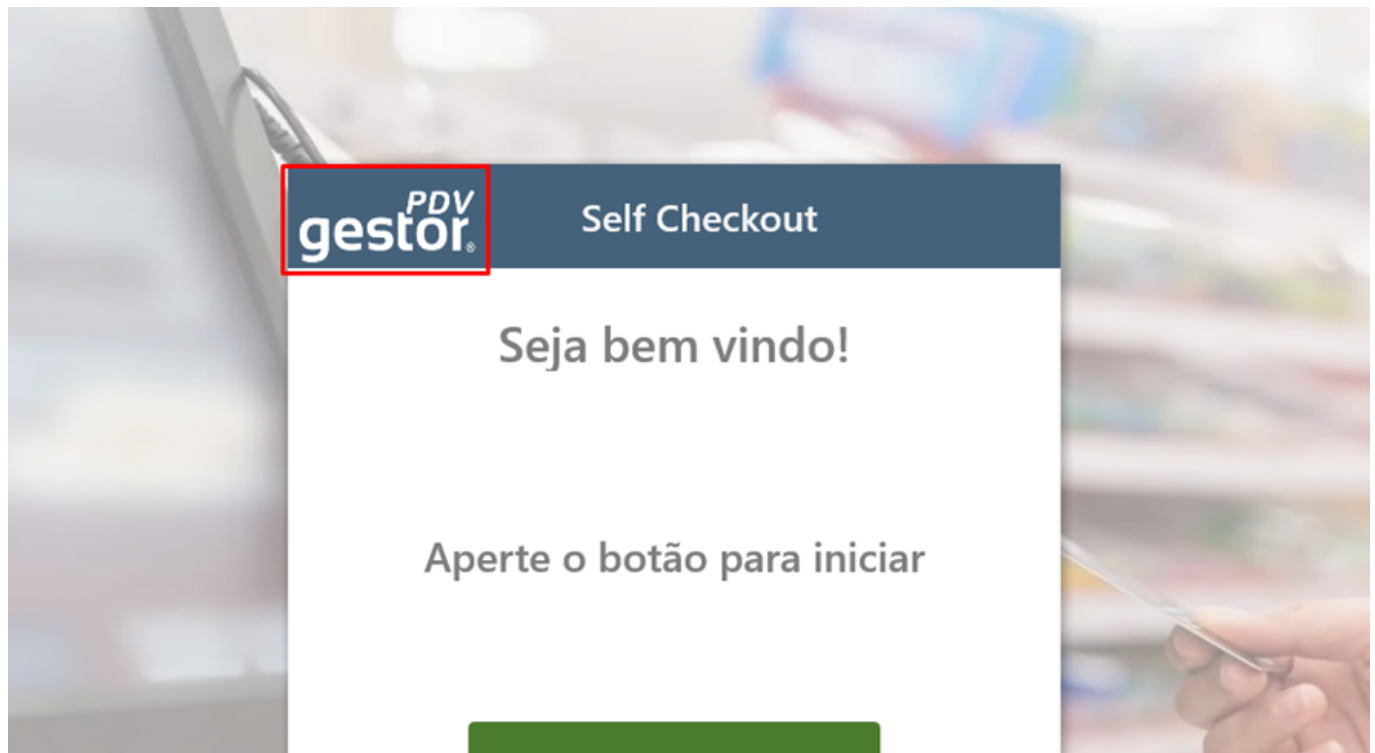 PDV
gestor®
Self Checkout
Seja bem vindo!
Aperte o botão para iniciar